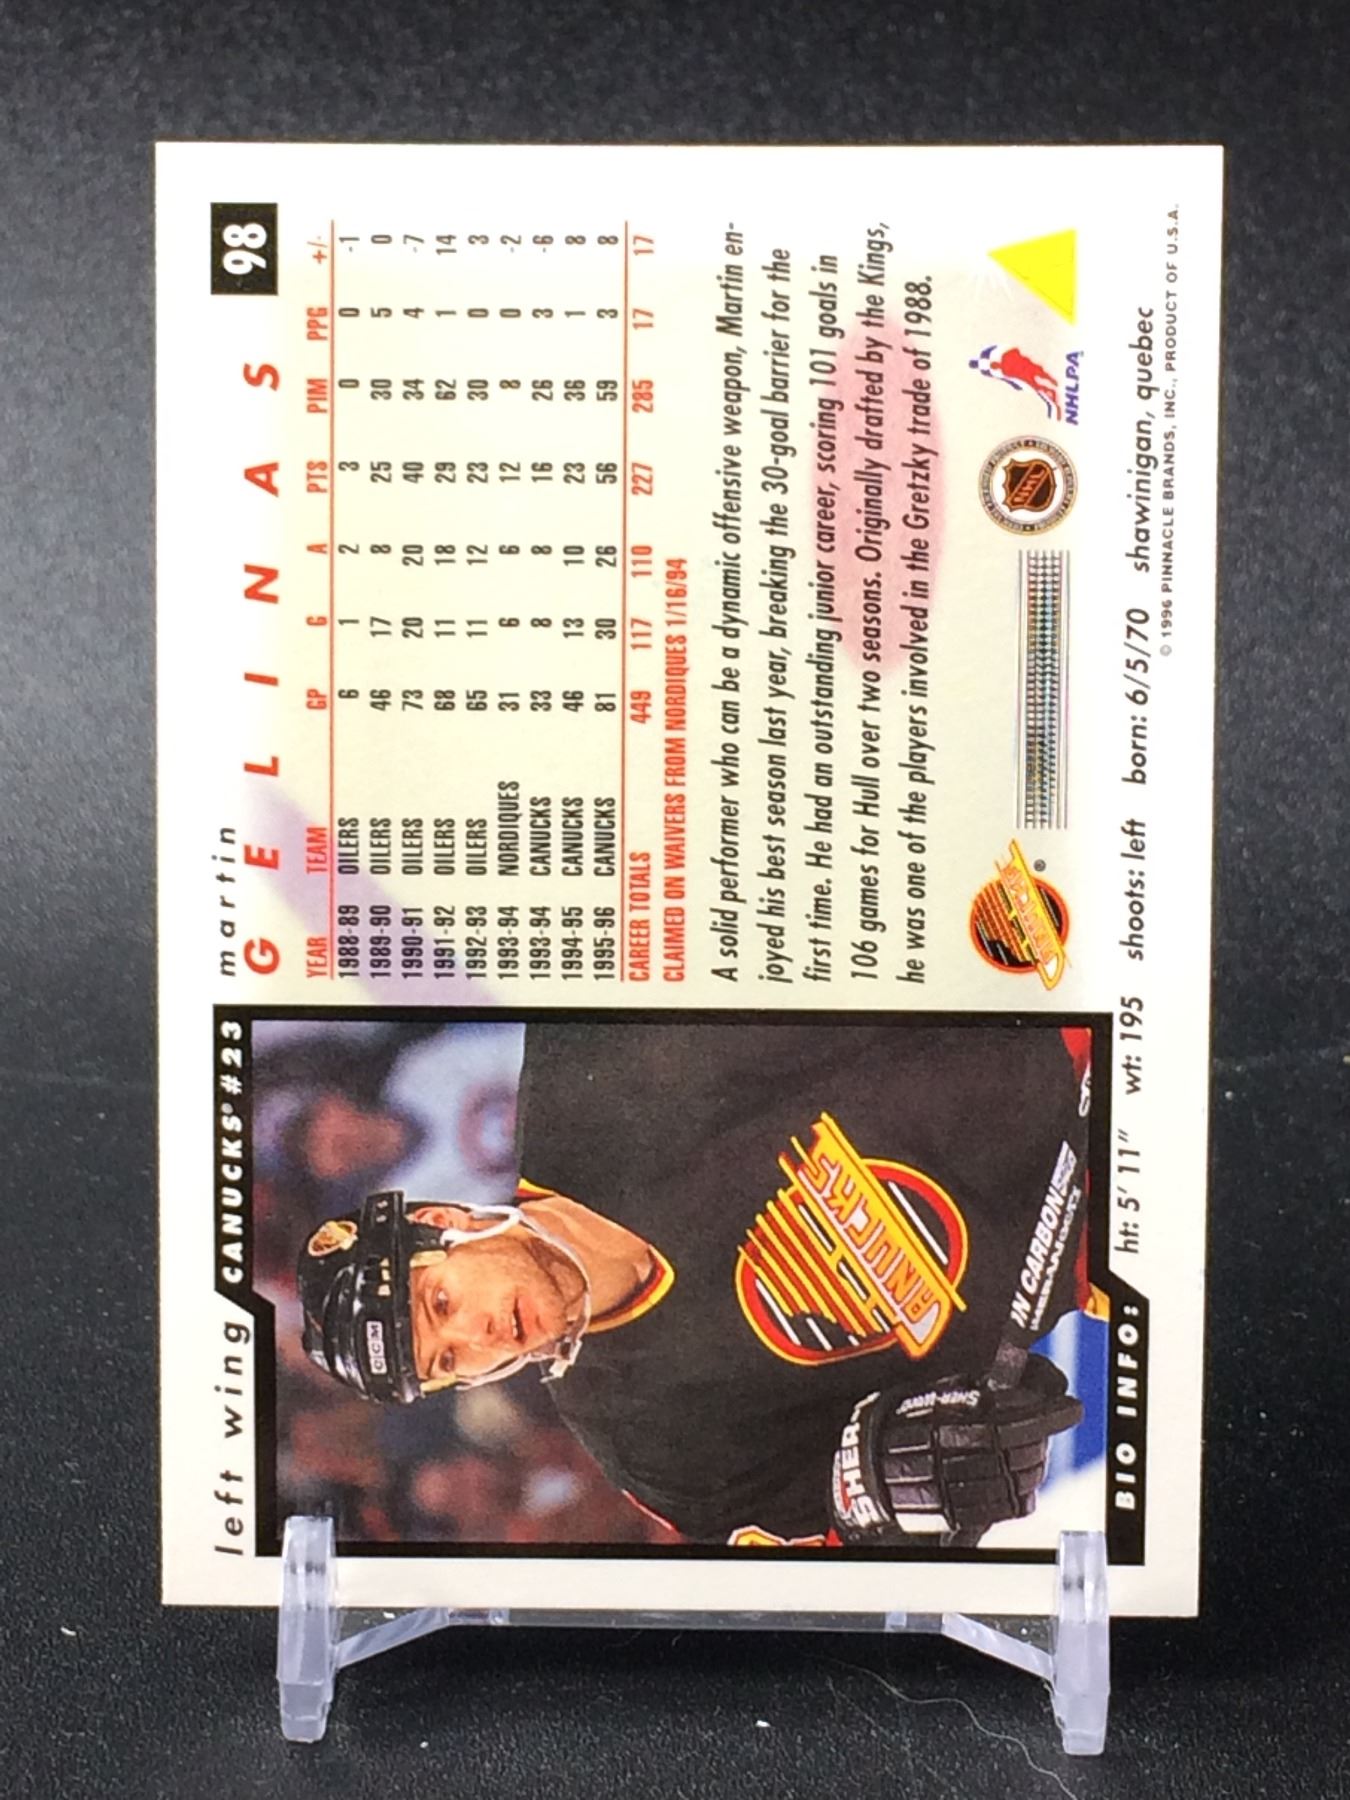 left wing
CANUCKS® #23
martin
GELINAS
98
YEAR TEAM GP G A PTS PIM PPG +/-
1988-89 OILERS 6 1 2 3 0 0 -1
1989-90 OILERS 46 17 8 25 30 5 0
1990-91 OILERS 73 20 20 40 34 4 -7
1991-92 OILERS 68 11 18 29 62 1 14
1992-93 OILERS 65 11 12 23 30 0 3
1993-94 NORDIQUES 31 6 6 12 8 0 -2
1993-94 CANUCKS 33 8 8 16 26 3 -6
1994-95 CANUCKS 46 13 10 23 36 1 8
1995-96 CANUCKS 81 30 26 56 59 3 8
CAREER TOTALS 449 117 110 227 285 17 17
CLAIMED ON WAIVERS FROM NORDIQUES 1/16/94
A solid performer who can be a dynamic offensive weapon, Martin en-
joyed his best season last year, breaking the 30-goal barrier for the
first time. He had an outstanding junior career, scoring 101 goals in
106 games for Hull over two seasons. Originally drafted by the Kings,
he was one of the players involved in the Gretzky trade of 1988.
CCM
CANUCKS
IN CARBON
SHER-WOOD
SHER
CANUCKS
®
NHL
NHLPA
BIO INFO:
ht: 5' 11" wt: 195 shoots: left born: 6/5/70 shawinigan, quebec
© 1996 PINNACLE BRANDS, INC., PRODUCT OF U.S.A.